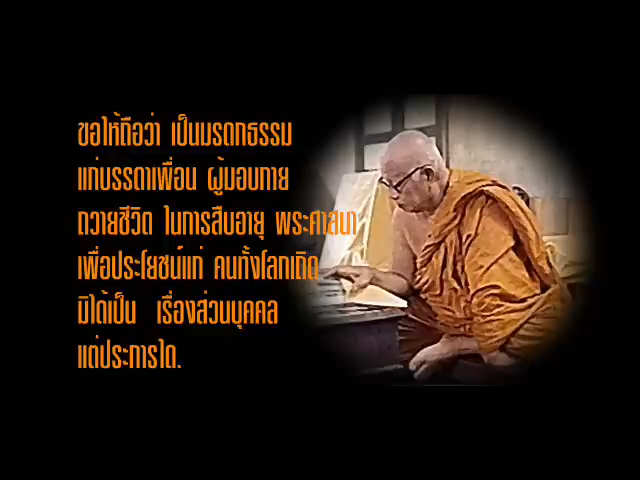 ขอให้ถือว่า เป็นมรดกธรรม
แก่บรรดาเพื่อน ผู้มอบกาย
ถวายชีวิต ในการสืบอายุ พระศาสนา
เพื่อประโยชน์แก่ คนทั้งโลกเถิด
มิได้เป็น เรื่องส่วนบุคคล
แต่ประการใด.